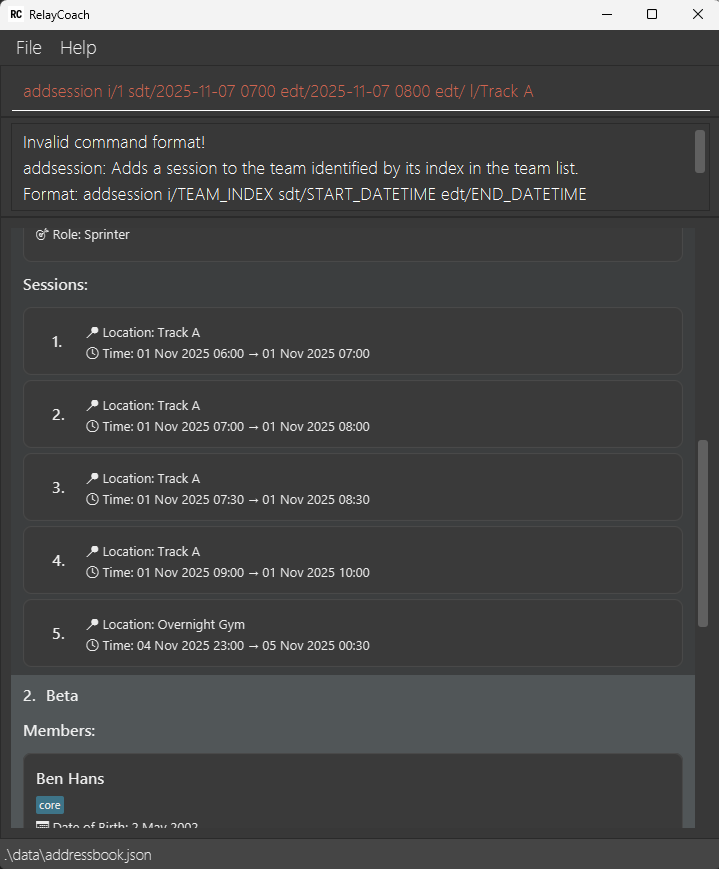 RC RelayCoach
File Help
addsession i/1 sdt/2025-11-07 0700 edt/2025-11-07 0800 edt/ l/Track A
Invalid command format!
addsession: Adds a session to the team identified by its index in the team list.
Format: addsession i/TEAM_INDEX sdt/START_DATETIME edt/END_DATETIME
Role: Sprinter
Sessions:
1.
Location: Track A
Time: 01 Nov 2025 06:00 → 01 Nov 2025 07:00
2.
Location: Track A
Time: 01 Nov 2025 07:00 → 01 Nov 2025 08:00
3.
Location: Track A
Time: 01 Nov 2025 07:30 → 01 Nov 2025 08:30
4.
Location: Track A
Time: 01 Nov 2025 09:00 → 01 Nov 2025 10:00
5.
Location: Overnight Gym
Time: 04 Nov 2025 23:00 → 05 Nov 2025 00:30
2. Beta
Members:
Ben Hans
core
Date of Birth: 2 May 2002
.\data\addressbook.json